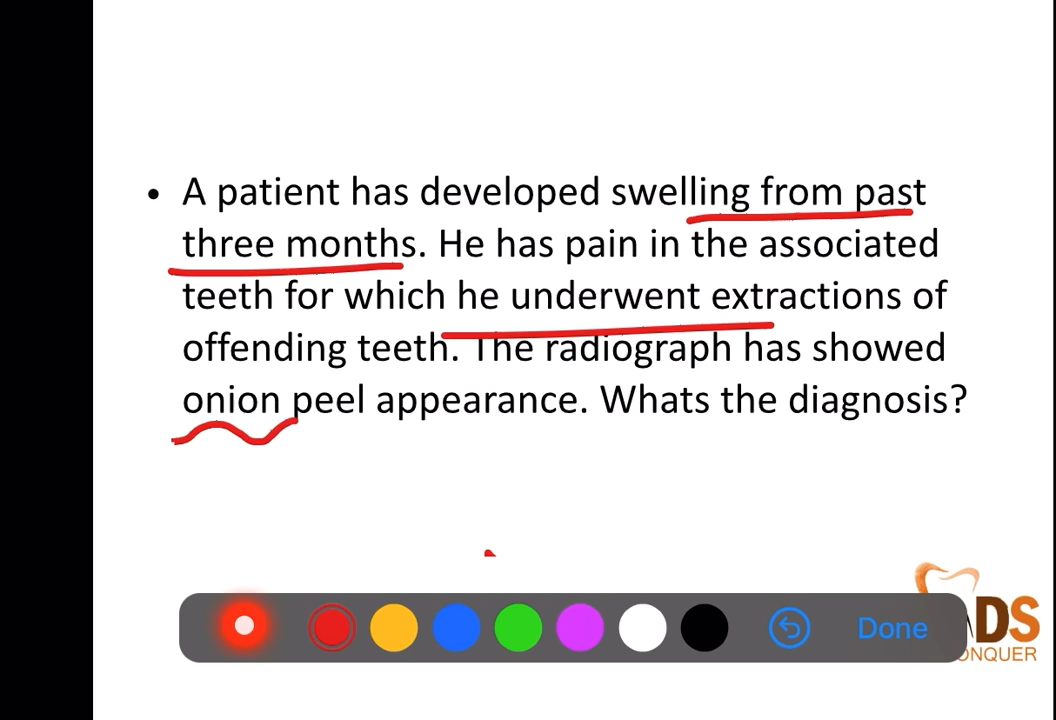 • A patient has developed swelling from past
three months. He has pain in the associated
teeth for which he underwent extractions of
offending teeth. The radiograph has showed
onion peel appearance. Whats the diagnosis?
Done
DS
ONQUER